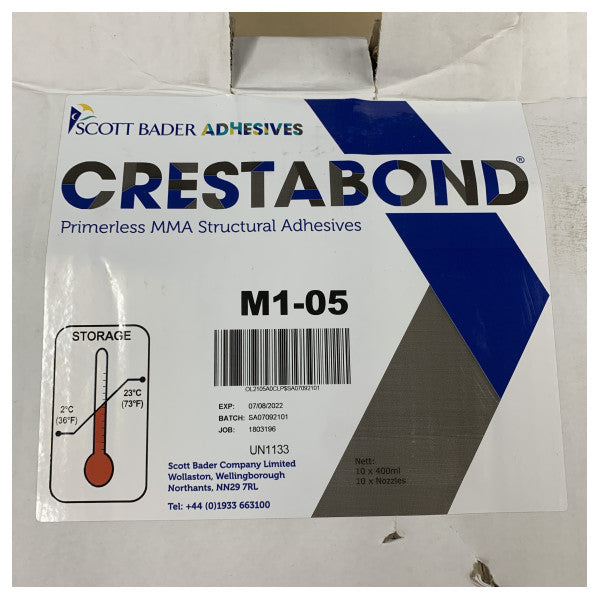 SCOTT BADER ADHESIVES
CRESTABOND®
Primerless MMA Structural Adhesives
M1-05
STORAGE
23°C
(73°F)
2°C
(36°F)
OL2105A0CLP$SA07092101
EXP: 07/08/2022
BATCH: SA07092101
JOB: 1803196
UN1133
Scott Bader Company Limited
Wollaston, Wellingborough
Northants, NN29 7RL
Tel: +44 (0)1933 663100
Nett:
10 x 400ml
10 x Nozzles